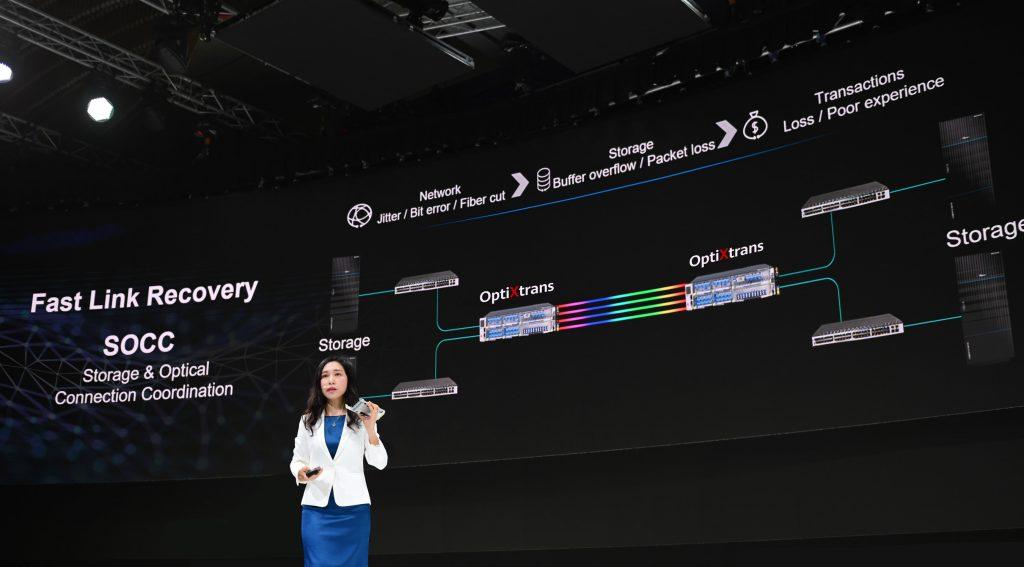 Transactions
Loss / Poor experience
Storage
Buffer overflow / Packet loss
Network
Jitter / Bit error / Fiber cut
Fast Link Recovery
SOCC
Storage & Optical
Connection Coordination
Storage
OptiXtrans
OptiXtrans
Storage